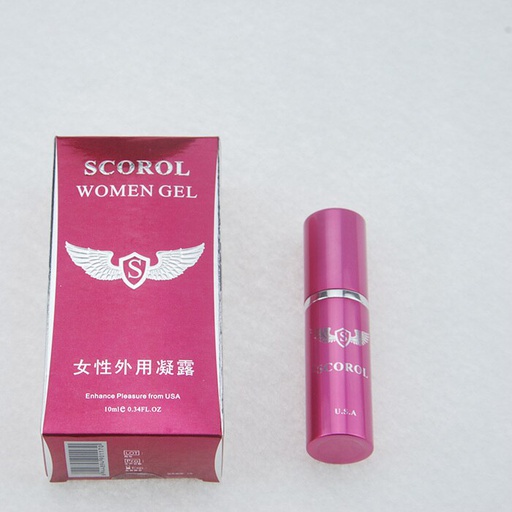 SCOROL
WOMEN GEL
S
女性外用凝露
Enhance Pleasure from USA
10ml℮ 0.34FL.OZ
S
SCOROL
U.S.A